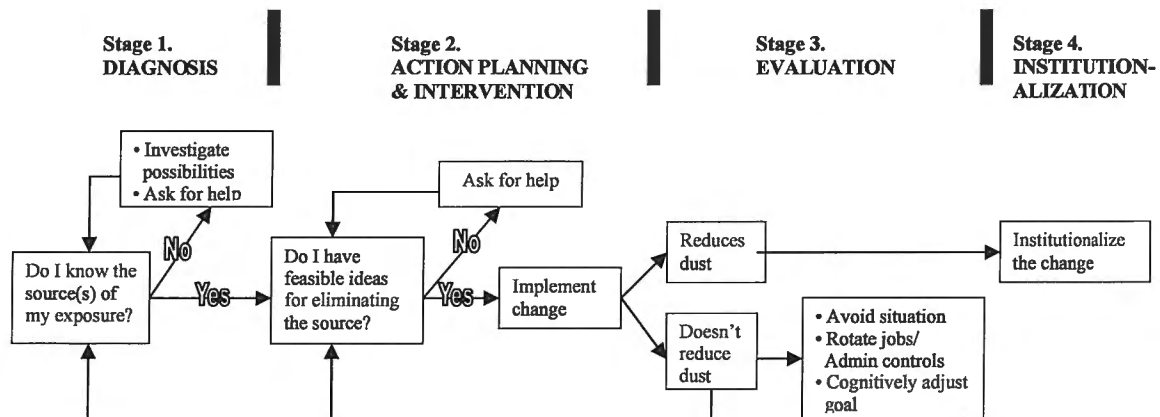 Stage 1.
DIAGNOSIS
Stage 2.
ACTION PLANNING
& INTERVENTION
Stage 3.
EVALUATION
Stage 4.
INSTITUTION-
ALIZATION
• Investigate
possibilities
• Ask for help
No
Do I know the
source(s) of
my exposure?
Yes
Ask for help
No
Do I have
feasible ideas
for eliminating
the source?
Yes
Implement
change
Reduces
dust
Institutionalize
the change
Doesn't
reduce
dust
• Avoid situation
• Rotate jobs/
Admin controls
• Cognitively adjust
goal